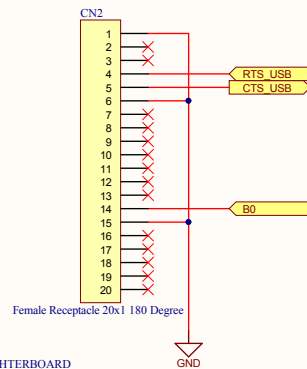 CN2
1
2
3
4 RTS_USB
5 CTS_USB
6
7
8
9
10
11
12
13
14 B0
15
16
17
18
19
20
Female Receptacle 20x1 180 Degree
GND
HTERBOARD